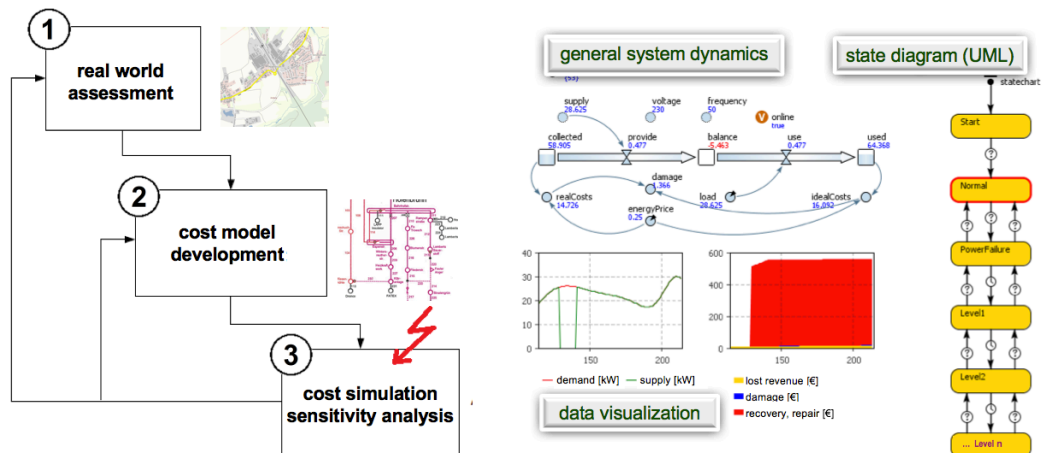 1
real world
assessment
2
cost model
development
3
cost simulation
sensitivity analysis
general system dynamics
state diagram (UML)
supply
28.625
voltage
230
frequency
50
online
true
V
collected
58.905
provide
0.477
balance
-5.463
use
0.477
used
64.368
damage
1.366
realCosts
14.726
load
28.625
idealCosts
16.092
energyPrice
0.25
40
30
20
10
0
150
200
demand [kW]
supply [kW]
600
400
200
0
150
200
lost revenue [€]
damage [€]
recovery, repair [€]
data visualization
statechart
Start
?
Normal
?
?
PowerFailure
?
?
Level1
?
?
Level2
?
?
... Level n